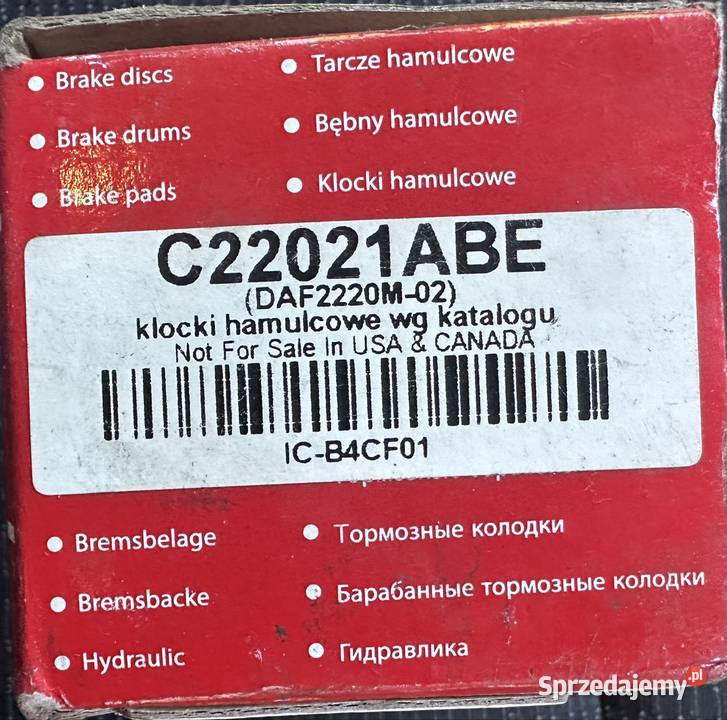 Brake discs
Tarcze hamulcowe
Brake drums
Bębny hamulcowe
Brake pads
Klocki hamulcowe
C22021ABE
(DAF2220M-02)
klocki hamulcowe wg katalogu
Not For Sale In USA & CANADA
IC-B4CF01
Bremsbelage
Тормозные колодки
Bremsbacke
Барабанные тормозные колодки
Hydraulic
Гидравлика
Sprzedajemy.pl